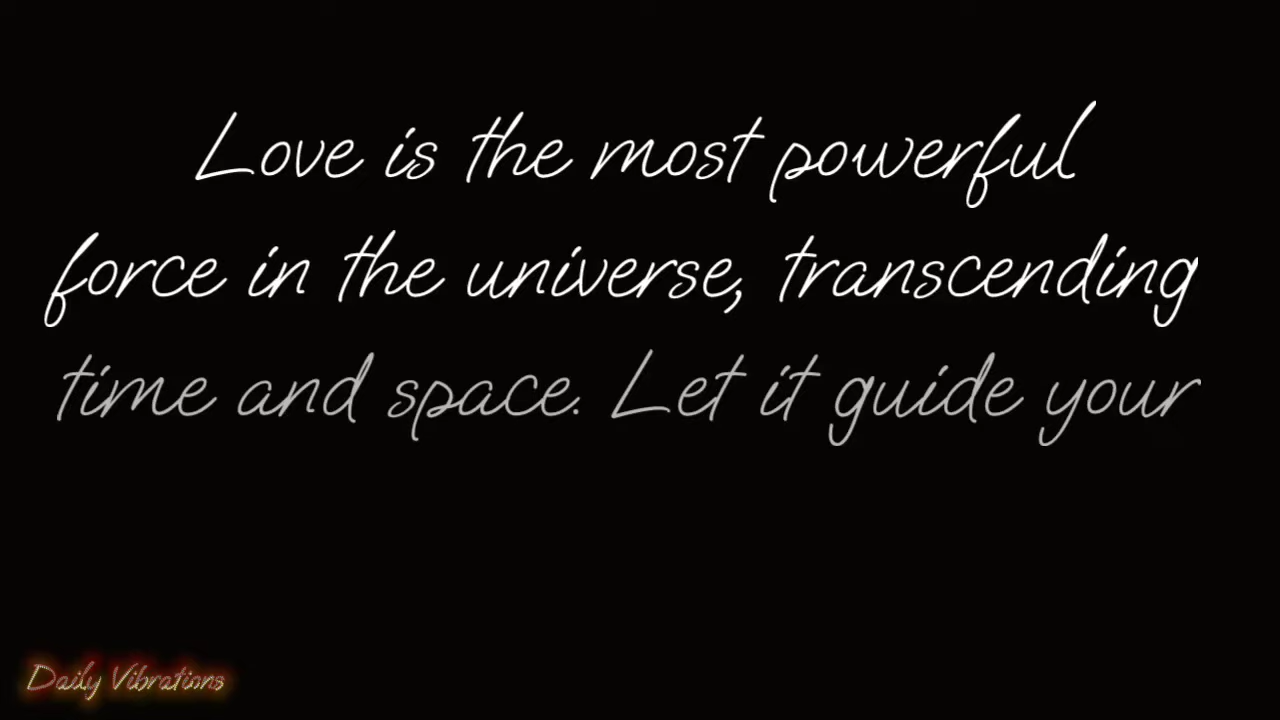 Love is the most powerful
force in the universe, transcending
time and space. Let it guide your
Daily Vibrations